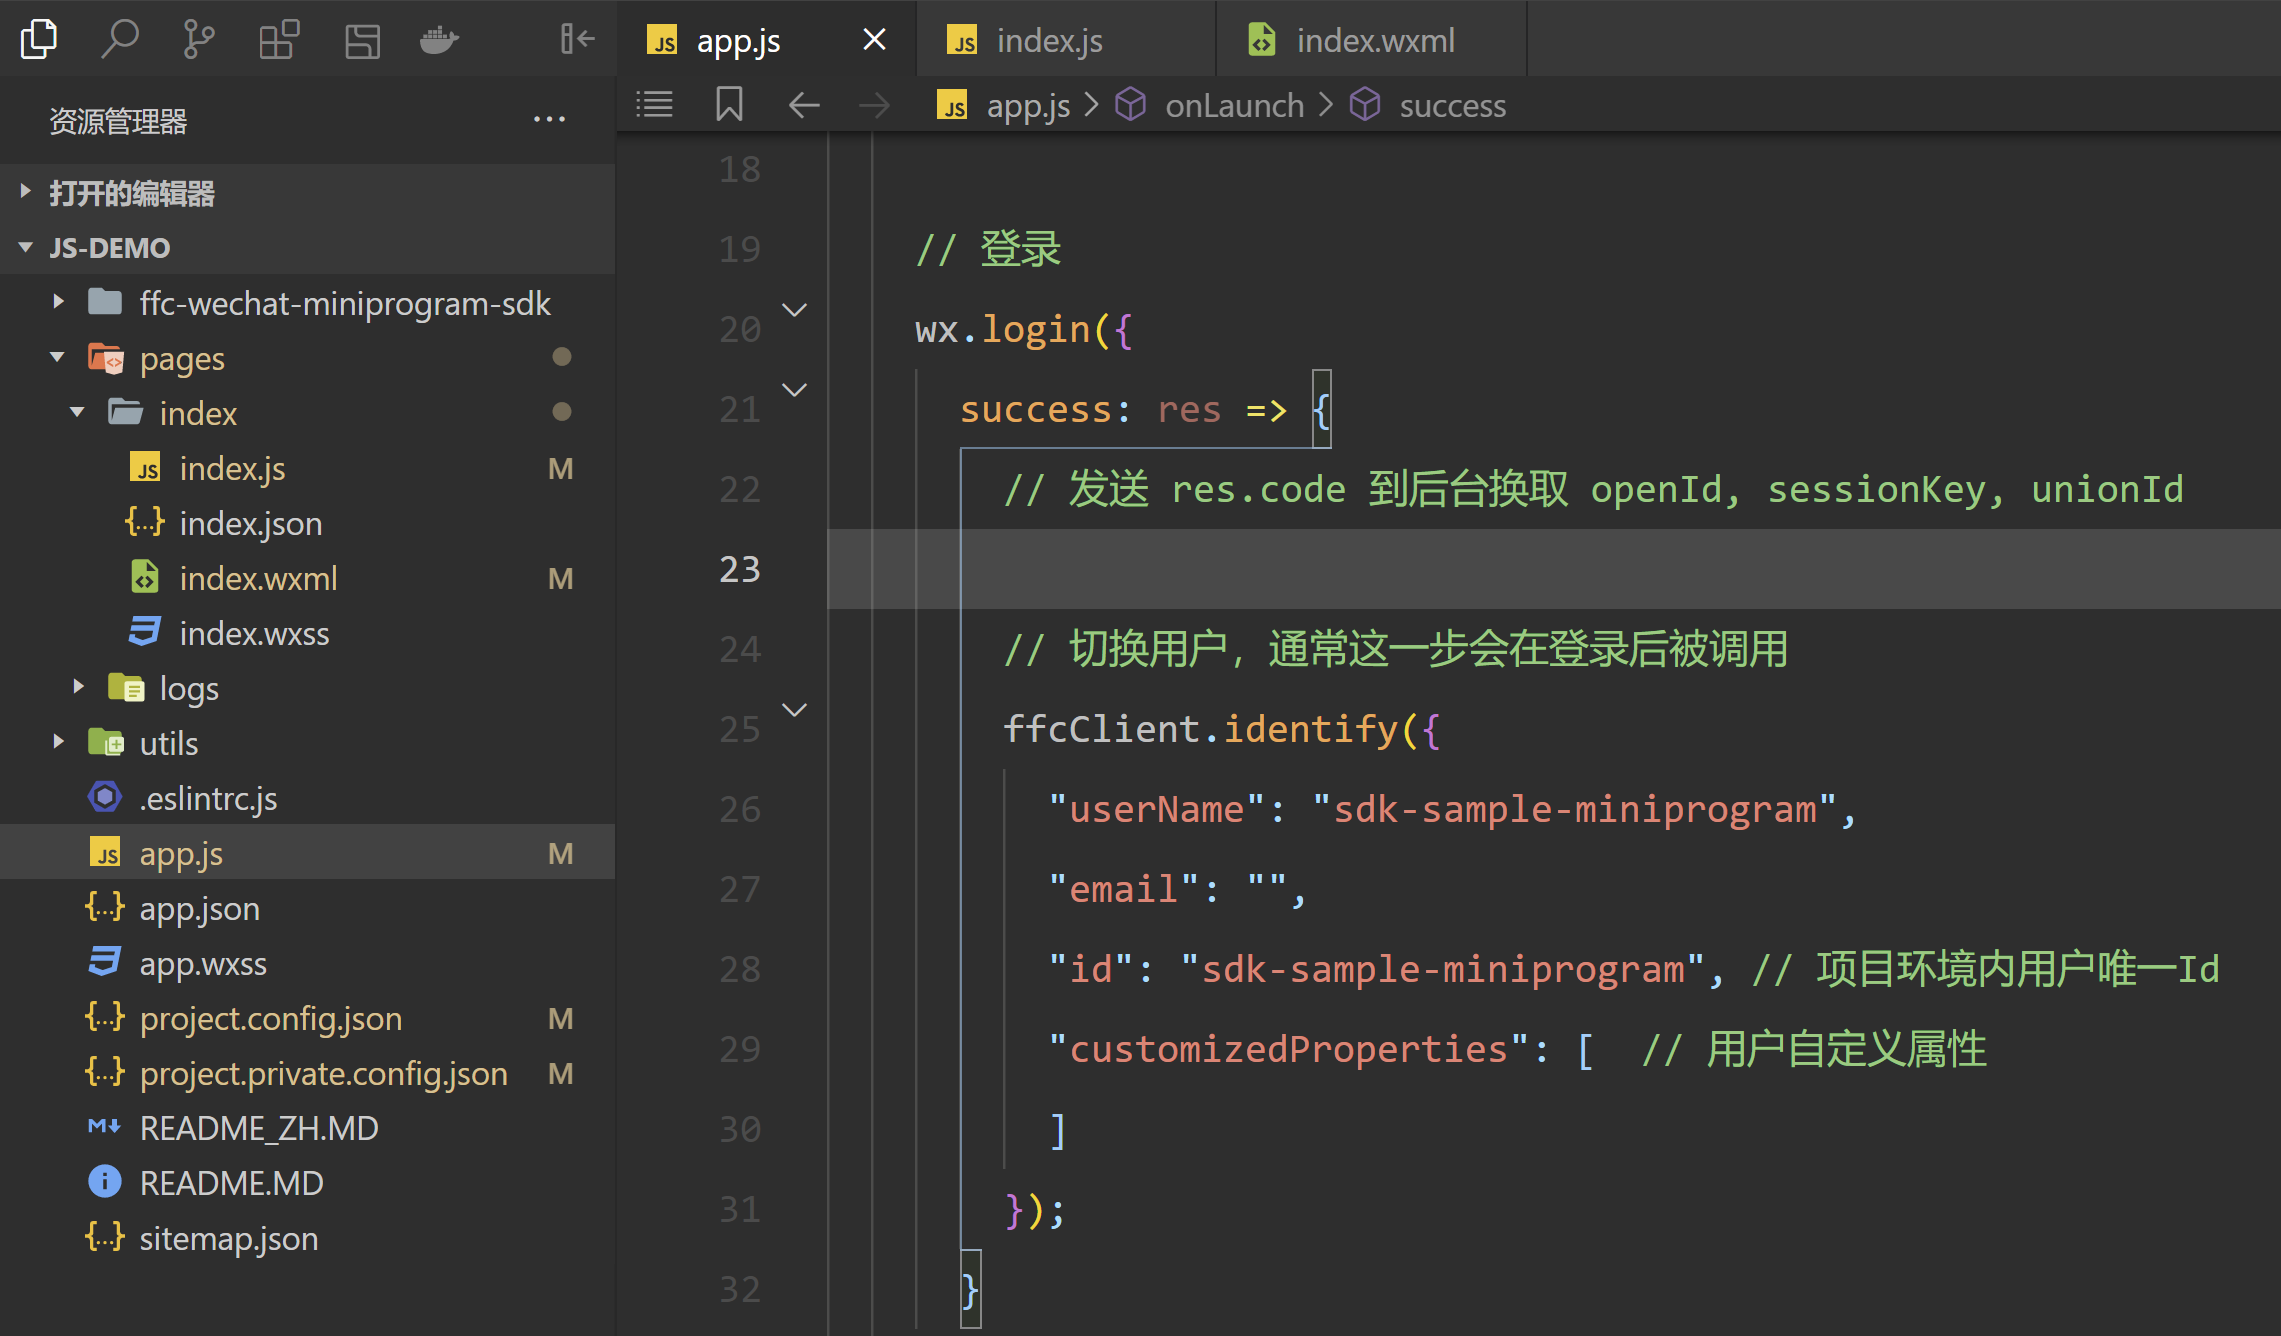 app.js
index.js
index.wxml
资源管理器
...
app.js > onLaunch > success
打开的编辑器
JS-DEMO
ffc-wechat-miniprogram-sdk
pages
index
index.js M
index.json
index.wxml M
index.wxss
logs
utils
.eslintrc.js
app.js M
app.json
app.wxss
project.config.json M
project.private.config.json M
README_ZH.MD
README.MD
sitemap.json
18
19 // 登录
20 wx.login({
21 success: res => {
22 // 发送 res.code 到后台换取 openId, sessionKey, unionId
23
24 // 切换用户，通常这一步会在登录后被调用
25 ffcClient.identify({
26 "userName": "sdk-sample-miniprogram",
27 "email": "",
28 "id": "sdk-sample-miniprogram", // 项目环境内用户唯一Id
29 "customizedProperties": [ // 用户自定义属性
30 ]
31 });
32 }